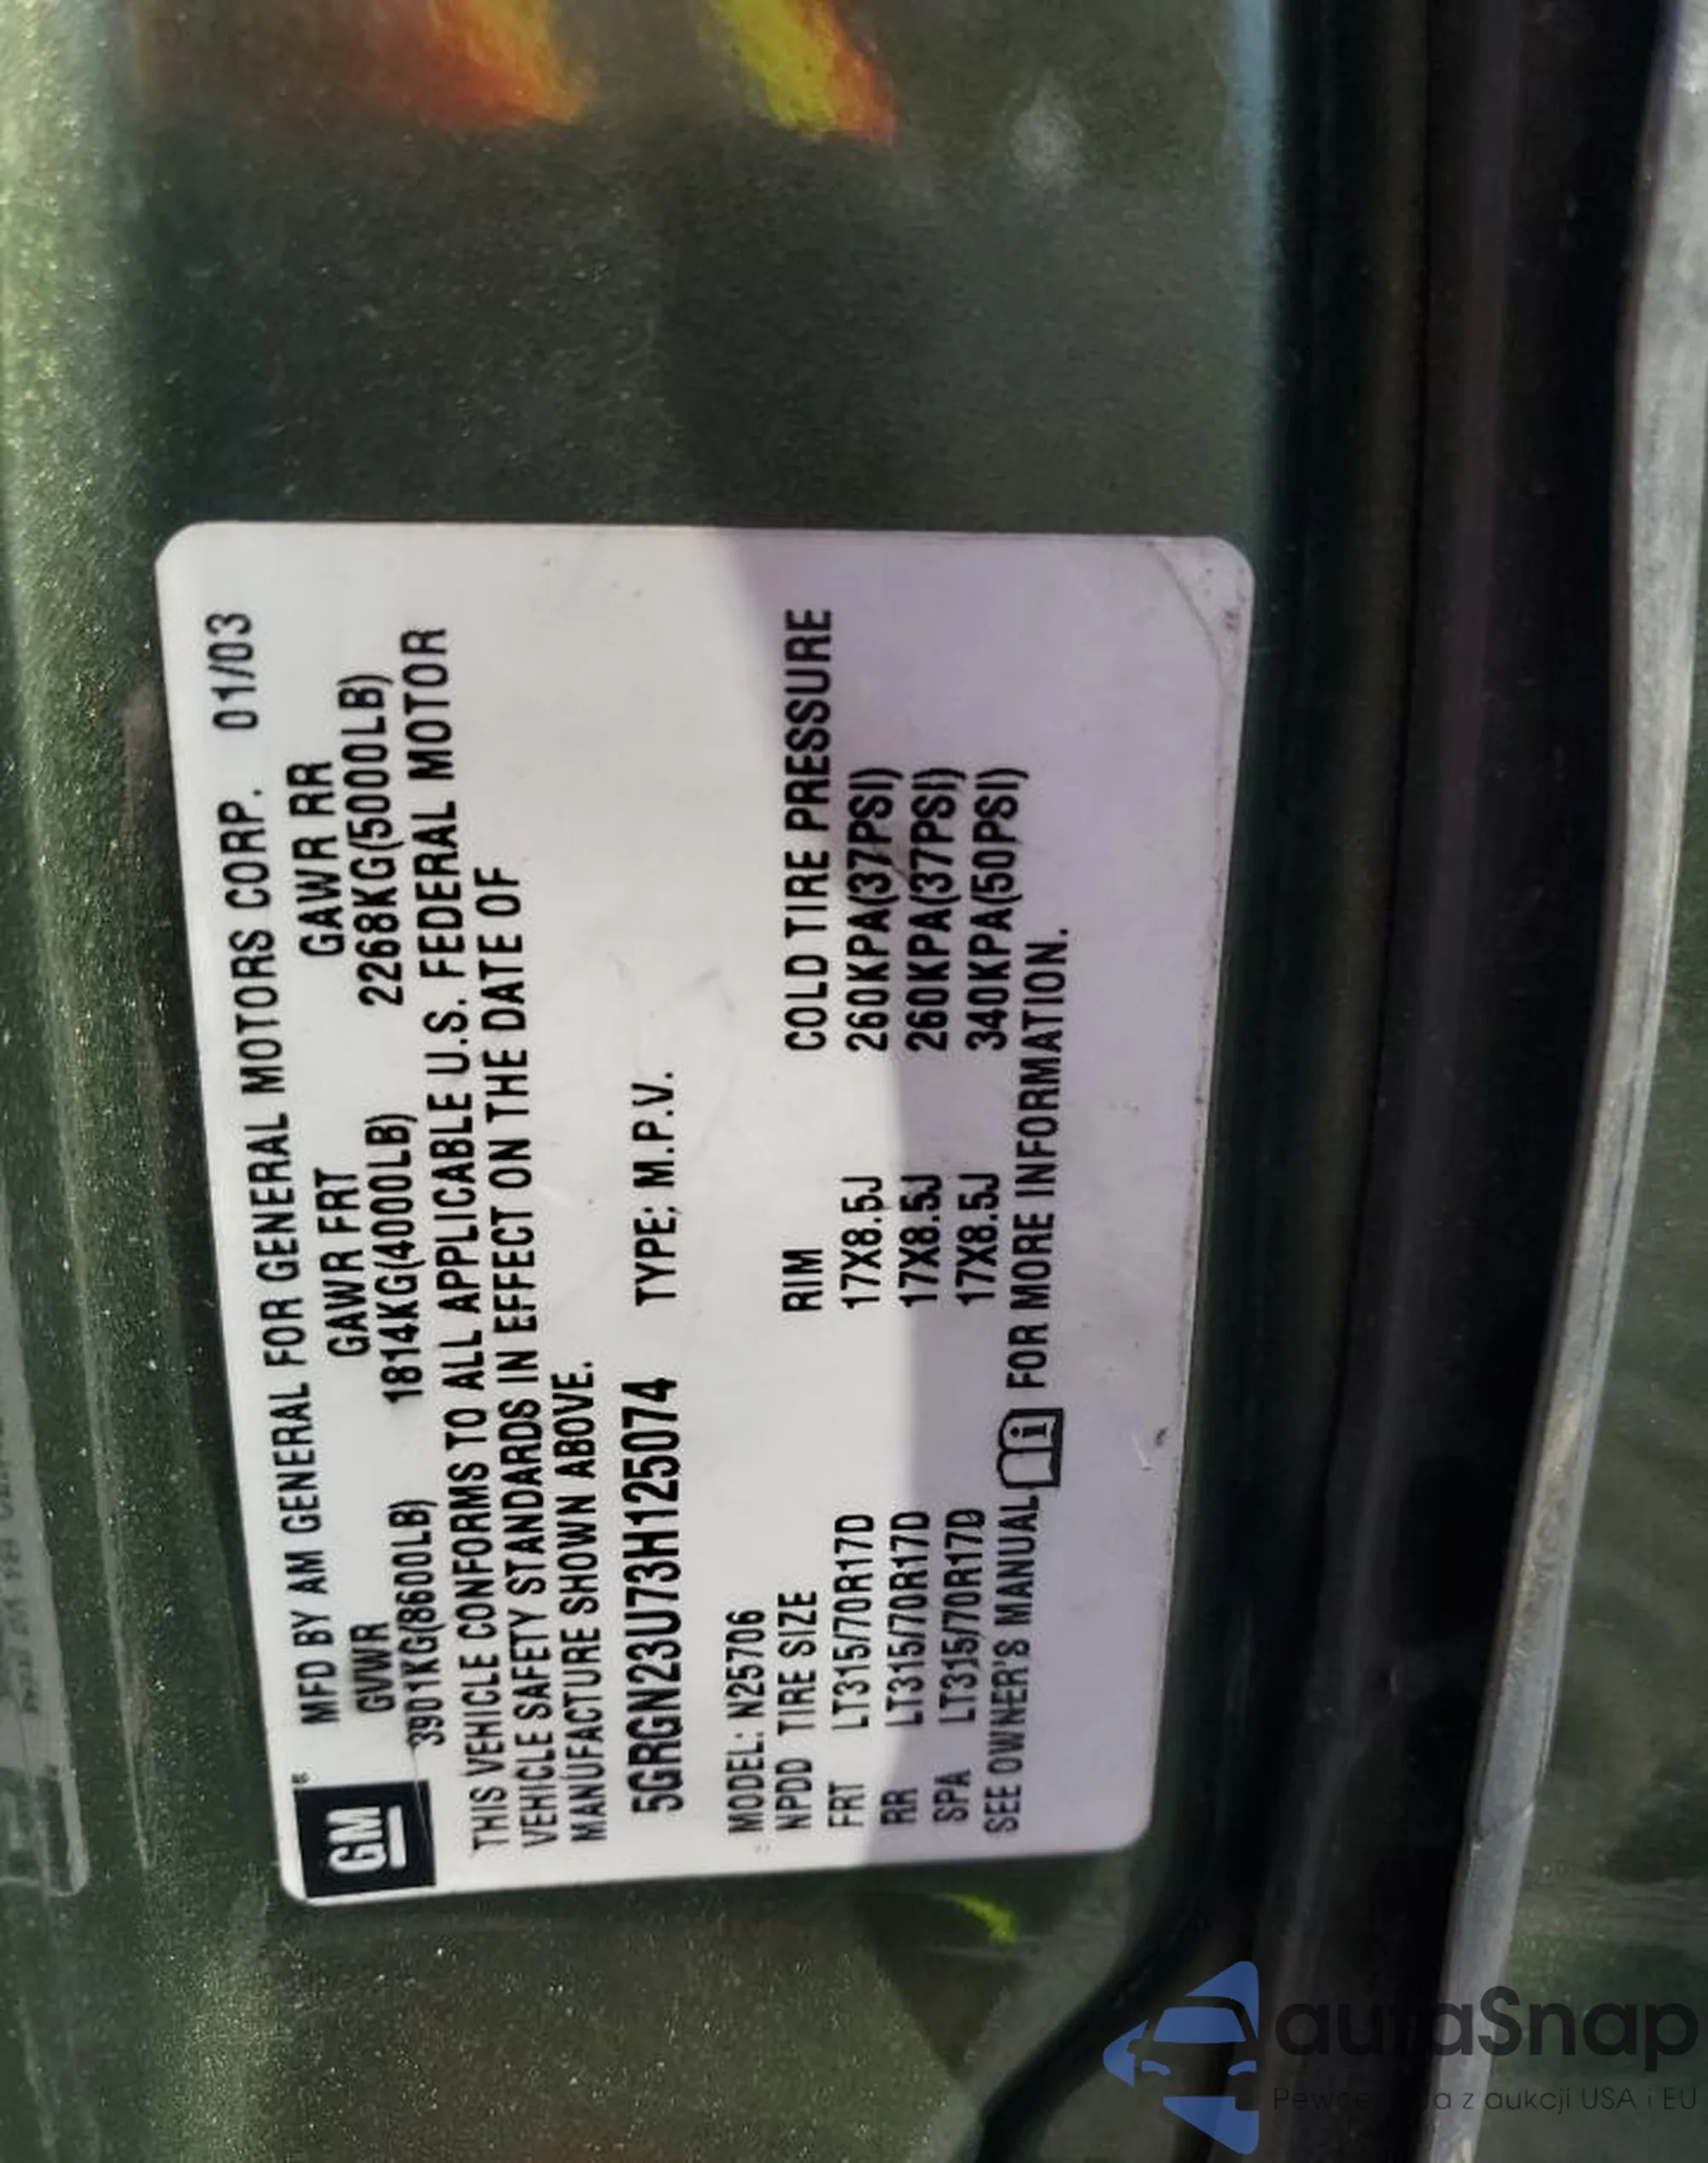 GM® MFD BY AM GENERAL FOR GENERAL MOTORS CORP. 01/03
GVWR GAWR FRT GAWR RR
3901KG(8600LB) 1814KG(4000LB) 2268KG(5000LB)
THIS VEHICLE CONFORMS TO ALL APPLICABLE U.S. FEDERAL MOTOR
VEHICLE SAFETY STANDARDS IN EFFECT ON THE DATE OF
MANUFACTURE SHOWN ABOVE.
5GRGN23U73H125074 TYPE: M.P.V.
MODEL: N25706
NPDD TIRE SIZE RIM COLD TIRE PRESSURE
FRT LT315/70R17D 17X8.5J 260KPA(37PSI)
RR LT315/70R17D 17X8.5J 260KPA(37PSI)
SPA LT315/70R17D 17X8.5J 340KPA(50PSI)
SEE OWNER'S MANUAL i FOR MORE INFORMATION.
auraSnap
z aukcji USA i EU